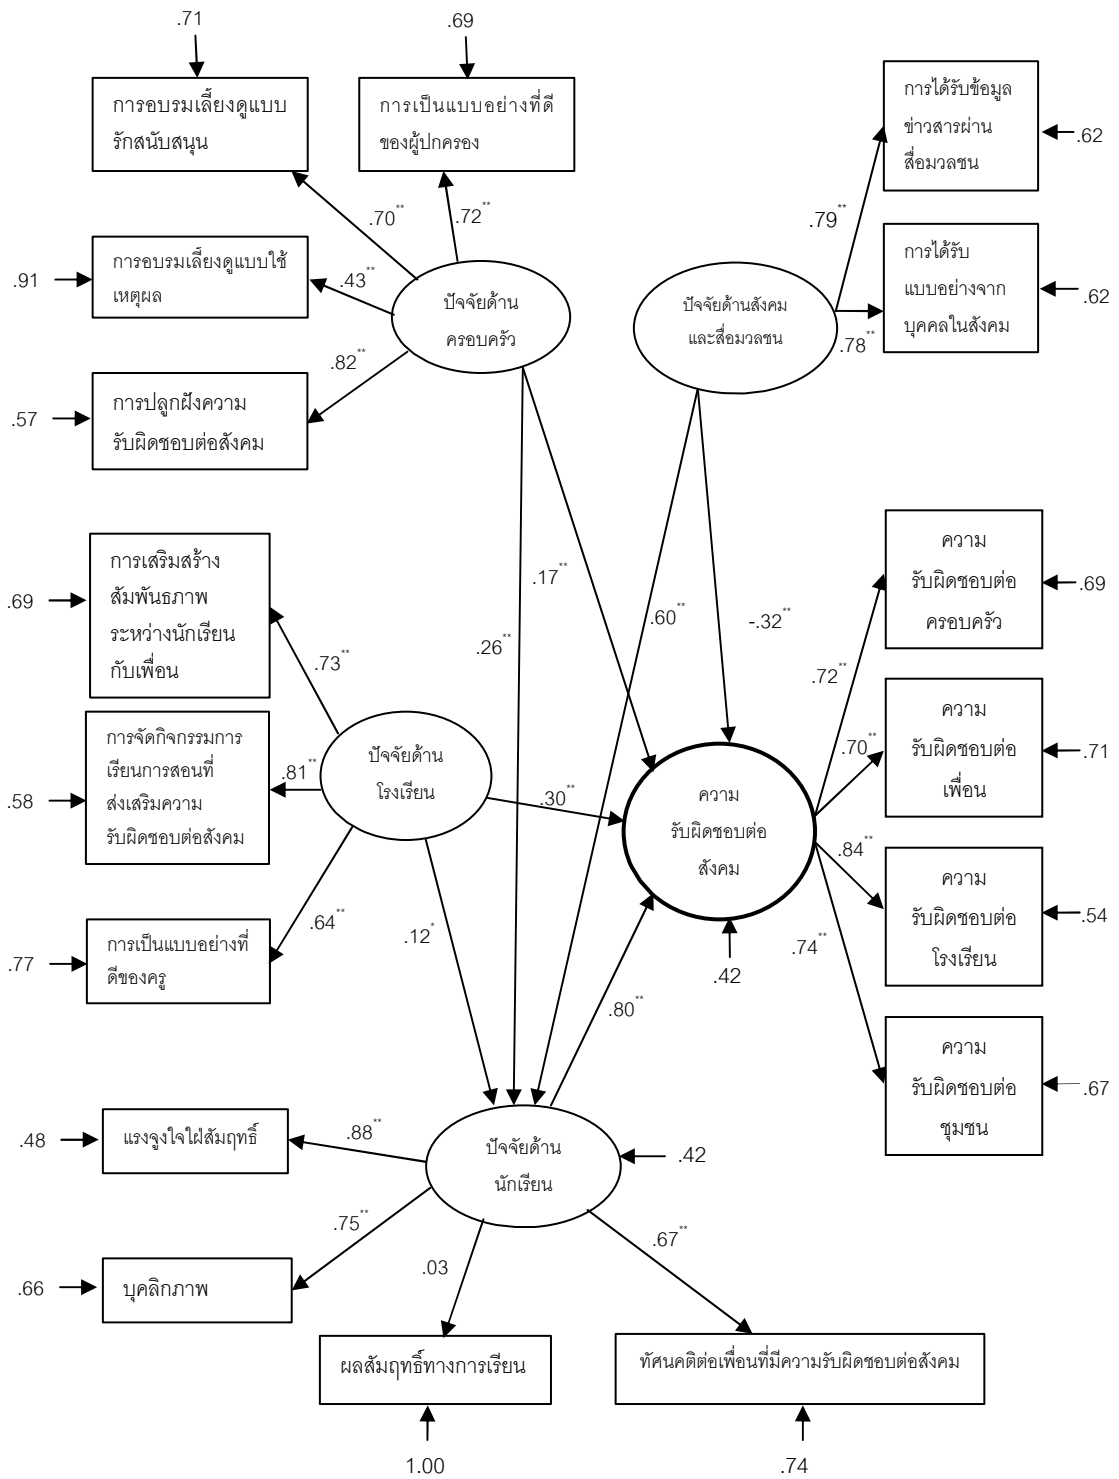 .71
.69
การอบรมเลี้ยงดูแบบ
รักสนับสนุน
การเป็นแบบอย่างที่ดี
ของผู้ปกครอง
การได้รับข้อมูล
ข่าวสารผ่าน
สื่อมวลชน
.62
.70**
.72**
.79**
.91
การอบรมเลี้ยงดูแบบใช้
เหตุผล
.43**
ปัจจัยด้าน
ครอบครัว
ปัจจัยด้านสังคม
และสื่อมวลชน
การได้รับ
แบบอย่างจาก
บุคคลในสังคม
.62
.78**
.82**
.57
การปลูกฝังความ
รับผิดชอบต่อสังคม
.69
การเสริมสร้าง
สัมพันธภาพ
ระหว่างนักเรียน
กับเพื่อน
.73**
.17**
.26**
.60**
-.32**
ความ
รับผิดชอบต่อ
ครอบครัว
.69
.72**
.58
การจัดกิจกรรมการ
เรียนการสอนที่
ส่งเสริมความ
รับผิดชอบต่อสังคม
.81**
ปัจจัยด้าน
โรงเรียน
.30**
ความ
รับผิดชอบต่อ
สังคม
.70**
ความ
รับผิดชอบต่อ
เพื่อน
.71
.84**
.77
การเป็นแบบอย่างที่
ดีของครู
.64**
.12*
.42
.74**
ความ
รับผิดชอบต่อ
โรงเรียน
.54
.80**
ความ
รับผิดชอบต่อ
ชุมชน
.67
.48
แรงจูงใจใฝ่สัมฤทธิ์
.88**
ปัจจัยด้าน
นักเรียน
.42
.75**
.03
.67**
.66
บุคลิกภาพ
ผลสัมฤทธิ์ทางการเรียน
ทัศนคติต่อเพื่อนที่มีความรับผิดชอบต่อสังคม
1.00
.74